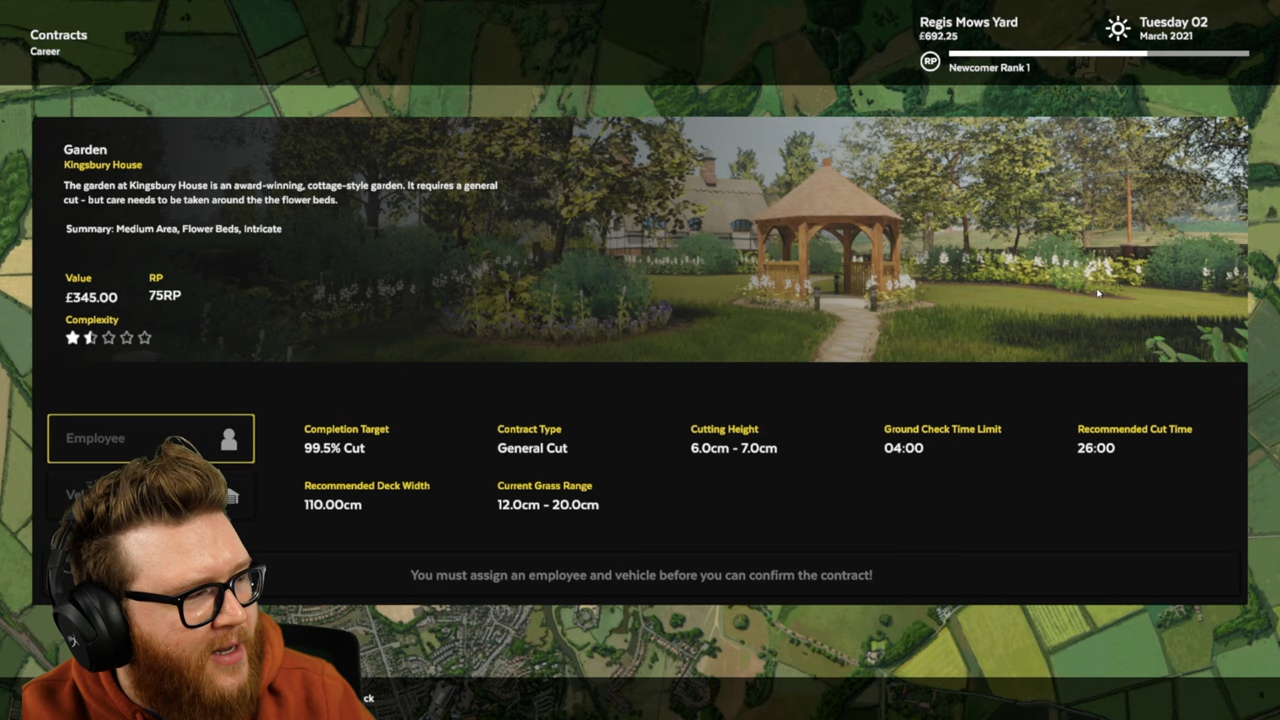 Contracts
Career
Regis Mows Yard
£692.25
Tuesday 02
March 2021
RP
Newcomer Rank 1
Garden
Kingsbury House
The garden at Kingsbury House is an award-winning, cottage-style garden. It requires a general
cut - but care needs to be taken around the the flower beds.
Summary: Medium Area, Flower Beds, Intricate
Value
RP
£345.00
75RP
Complexity
Employee
Completion Target
Contract Type
Cutting Height
Ground Check Time Limit
Recommended Cut Time
99.5% Cut
General Cut
6.0cm - 7.0cm
04:00
26:00
Recommended Deck Width
Current Grass Range
110.00cm
12.0cm - 20.0cm
You must assign an employee and vehicle before you can confirm the contract!